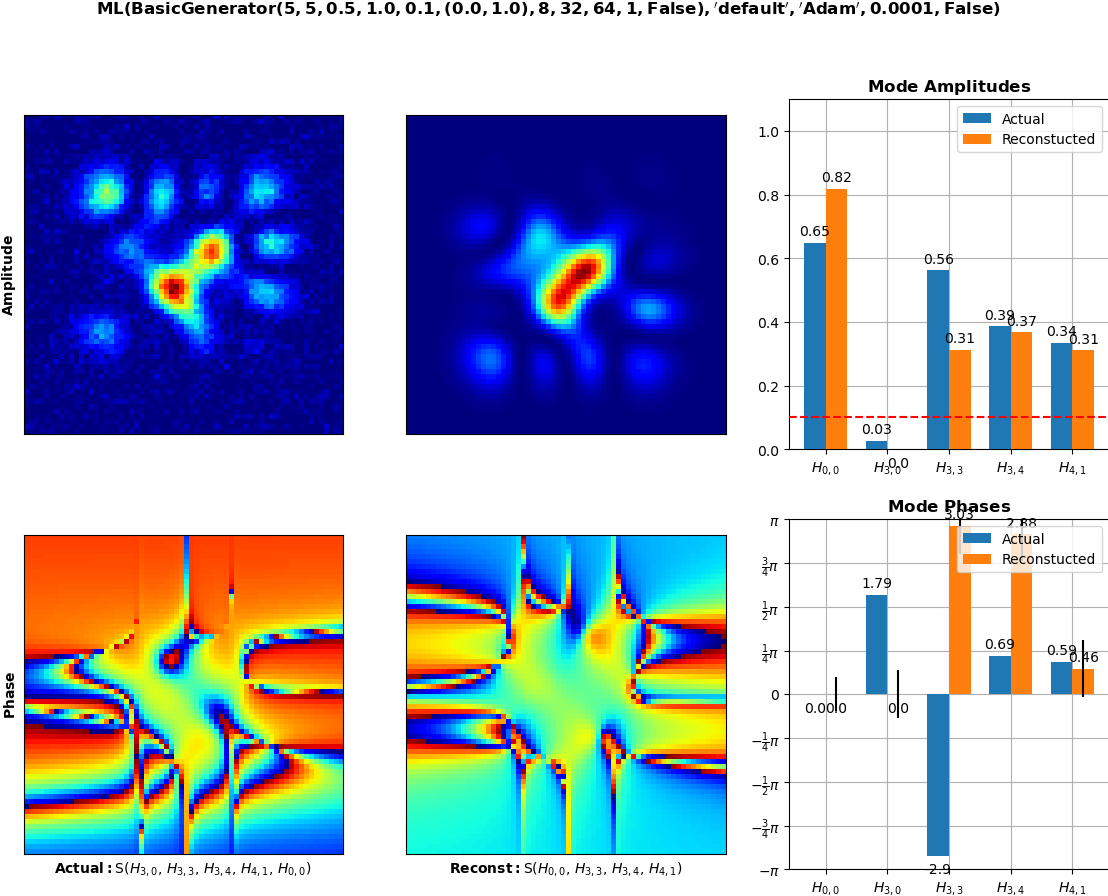 ML(BasicGenerator(5, 5, 0.5, 1.0, 0.1, (0.0, 1.0), 8, 32, 64, 1, False), 'default', 'Adam', 0.0001, False)
Amplitude
Mode Amplitudes
Actual
Reconstucted
1.0
0.8
0.6
0.4
0.2
0.0
0.65
0.82
0.03
0.0
0.56
0.31
0.39
0.37
0.34
0.31
H0,0
H3,0
H3,3
H3,4
H4,1
Phase
Actual: S(H3,0, H3,3, H3,4, H4,1, H0,0)
Reconst: S(H0,0, H3,3, H3,4, H4,1)
Mode Phases
Actual
Reconstucted
π
3/4π
1/2π
1/4π
0
−1/4π
−1/2π
−3/4π
−π
0.0
0.0
1.79
0.0
-2.9
3.03
0.69
2.88
0.59
0.46
H0,0
H3,0
H3,3
H3,4
H4,1